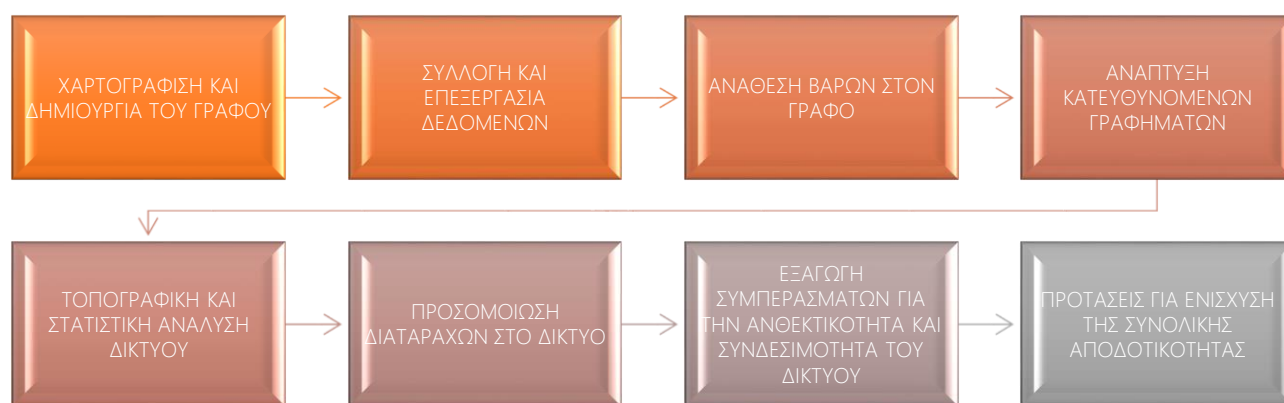 ΧΑΡΤΟΓΡΑΦΙΣΗ ΚΑΙ
ΔΗΜΙΟΥΡΓΙΑ ΤΟΥ ΓΡΑΦΟΥ
ΣΥΛΛΟΓΗ ΚΑΙ
ΕΠΕΞΕΡΓΑΣΙΑ
ΔΕΔΟΜΕΝΩΝ
ΑΝΑΘΕΣΗ ΒΑΡΩΝ ΣΤΟΝ
ΓΡΑΦΟ
ΑΝΑΠΤΥΞΗ
ΚΑΤΕΥΘΥΝΟΜΕΝΩΝ
ΓΡΑΦΗΜΑΤΩΝ
ΤΟΠΟΓΡΑΦΙΚΗ ΚΑΙ
ΣΤΑΤΙΣΤΙΚΗ ΑΝΑΛΥΣΗ
ΔΙΚΤΥΟΥ
ΠΡΟΣΟΜΟΙΩΣΗ
ΔΙΑΤΑΡΑΧΩΝ ΣΤΟ ΔΙΚΤΥΟ
ΕΞΑΓΩΓΗ
ΣΥΜΠΕΡΑΣΜΑΤΩΝ ΓΙΑ
ΤΗΝ ΑΝΘΕΚΤΙΚΟΤΗΤΑ ΚΑΙ
ΣΥΝΔΕΣΙΜΟΤΗΤΑ ΤΟΥ
ΔΙΚΤΥΟΥ
ΠΡΟΤΑΣΕΙΣ ΓΙΑ ΕΝΙΣΧΥΣΗ
ΤΗΣ ΣΥΝΟΛΙΚΗΣ
ΑΠΟΔΟΤΙΚΟΤΗΤΑΣ